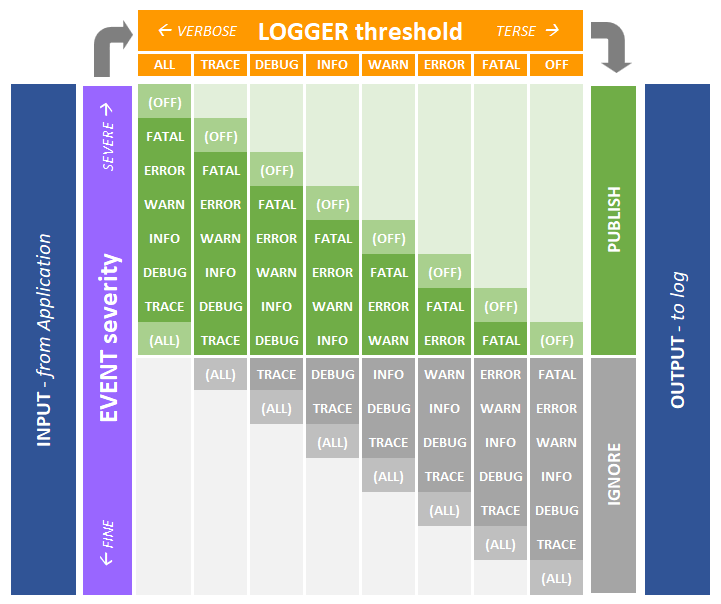 ← VERBOSE LOGGER threshold TERSE →
ALL TRACE DEBUG INFO WARN ERROR FATAL OFF
INPUT - from Application
← FINE EVENT severity SEVERE →
(OFF)
FATAL (OFF)
ERROR FATAL (OFF)
WARN ERROR FATAL (OFF)
INFO WARN ERROR FATAL (OFF)
DEBUG INFO WARN ERROR FATAL (OFF)
TRACE DEBUG INFO WARN ERROR FATAL (OFF)
(ALL) TRACE DEBUG INFO WARN ERROR FATAL (OFF)
(ALL) TRACE DEBUG INFO WARN ERROR FATAL
(ALL) TRACE DEBUG INFO WARN ERROR
(ALL) TRACE DEBUG INFO WARN
(ALL) TRACE DEBUG INFO
(ALL) TRACE DEBUG
(ALL) TRACE
(ALL)
PUBLISH
IGNORE
OUTPUT - to log